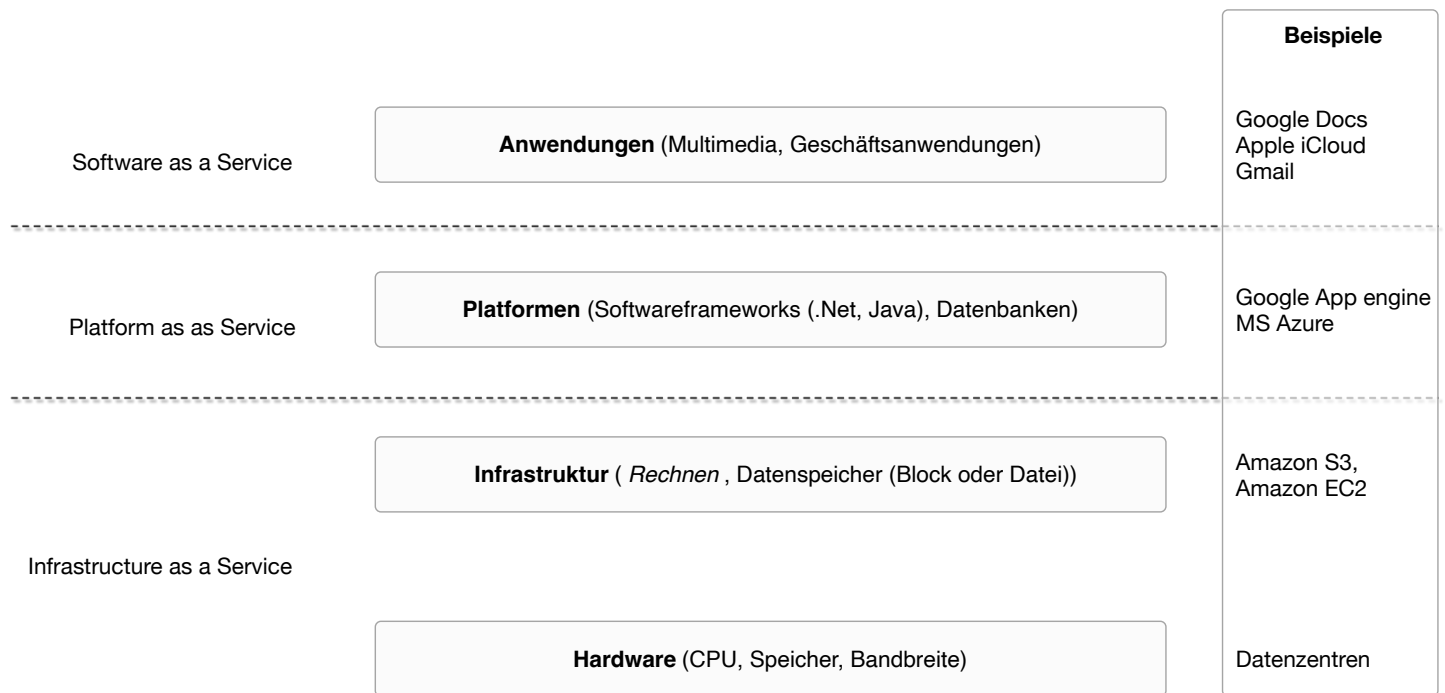 Beispiele
Software as a Service
Anwendungen (Multimedia, Geschäftsanwendungen)
Google Docs
Apple iCloud
Gmail
Platform as as Service
Platformen (Softwareframeworks (.Net, Java), Datenbanken)
Google App engine
MS Azure
Infrastruktur ( Rechnen , Datenspeicher (Block oder Datei))
Amazon S3,
Amazon EC2
Infrastructure as a Service
Hardware (CPU, Speicher, Bandbreite)
Datenzentren